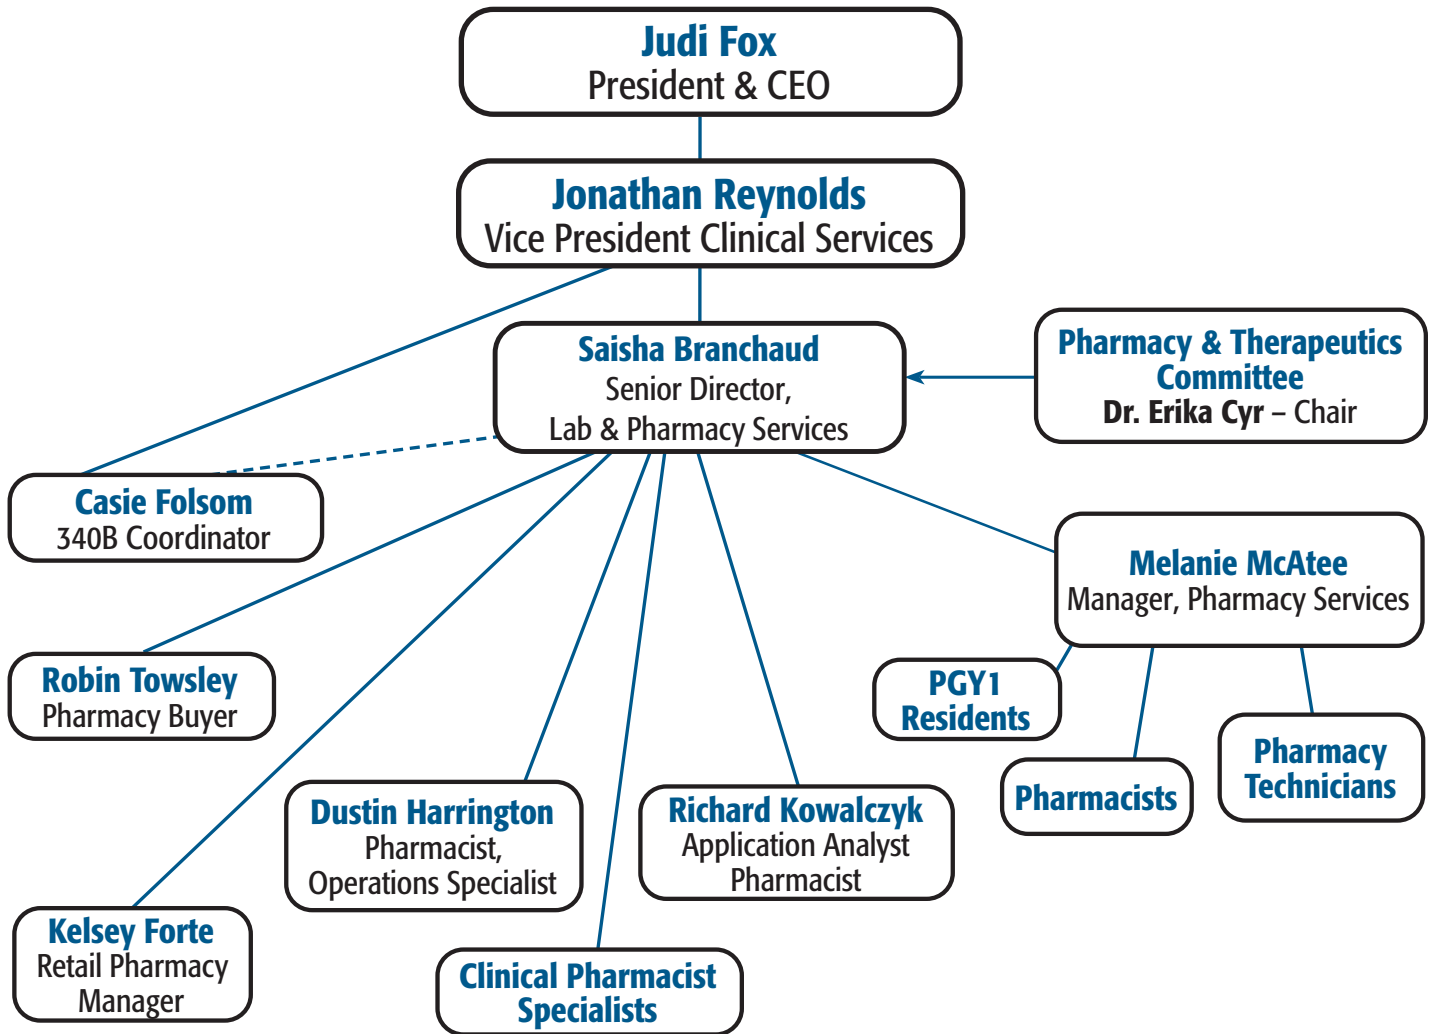 Judi Fox
President & CEO
Jonathan Reynolds
Vice President Clinical Services
Saisha Branchaud
Senior Director,
Lab & Pharmacy Services
Pharmacy & Therapeutics
Committee
Dr. Erika Cyr – Chair
Casie Folsom
340B Coordinator
Melanie McAtee
Manager, Pharmacy Services
Robin Towsley
Pharmacy Buyer
PGY1
Residents
Pharmacists
Pharmacy
Technicians
Dustin Harrington
Pharmacist,
Operations Specialist
Richard Kowalczyk
Application Analyst
Pharmacist
Kelsey Forte
Retail Pharmacy
Manager
Clinical Pharmacist
Specialists